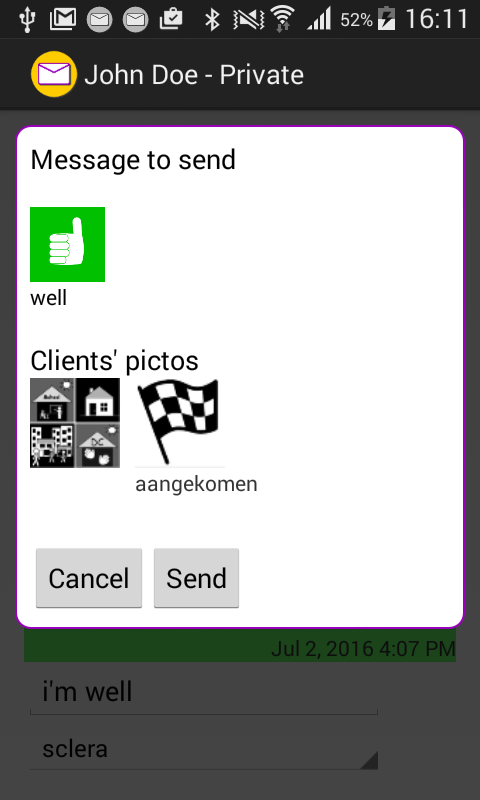 52% 16:11
John Doe - Private
Message to send
well
Clients' pictos
aangekomen
Cancel Send
Jul 2, 2016 4:07 PM
i'm well
sclera